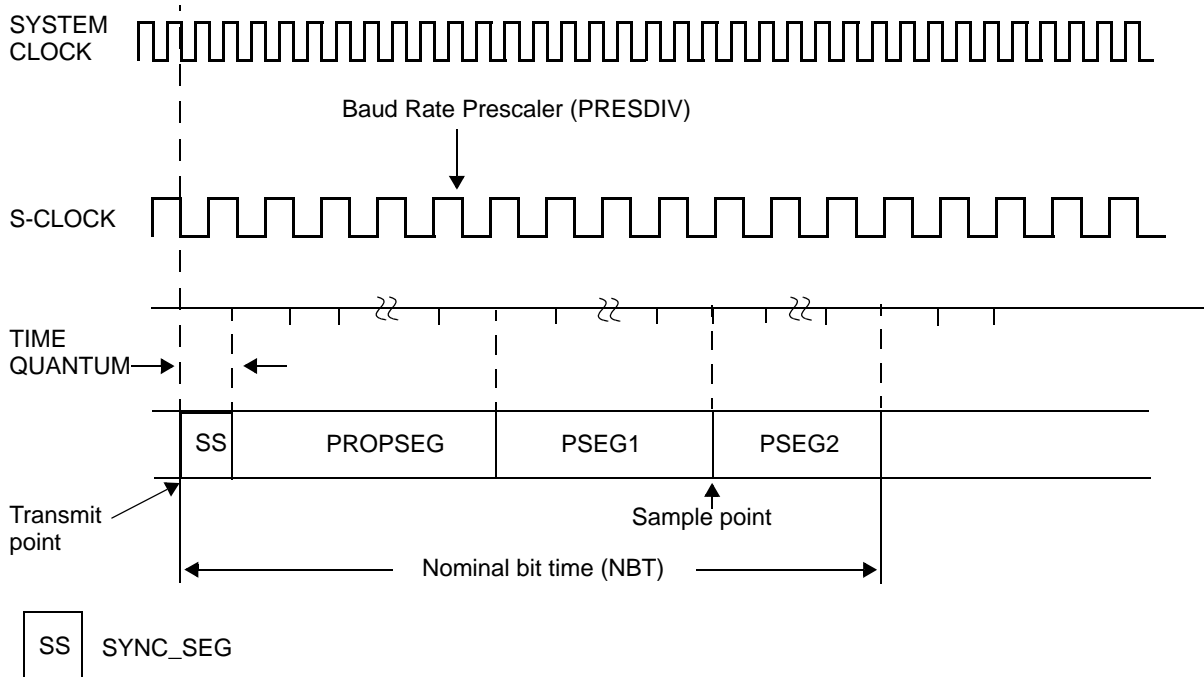 SYSTEM
CLOCK
Baud Rate Prescaler (PRESDIV)
S-CLOCK
TIME
QUANTUM
SS
PROPSEG
PSEG1
PSEG2
Transmit
point
Sample point
Nominal bit time (NBT)
SS
SYNC_SEG